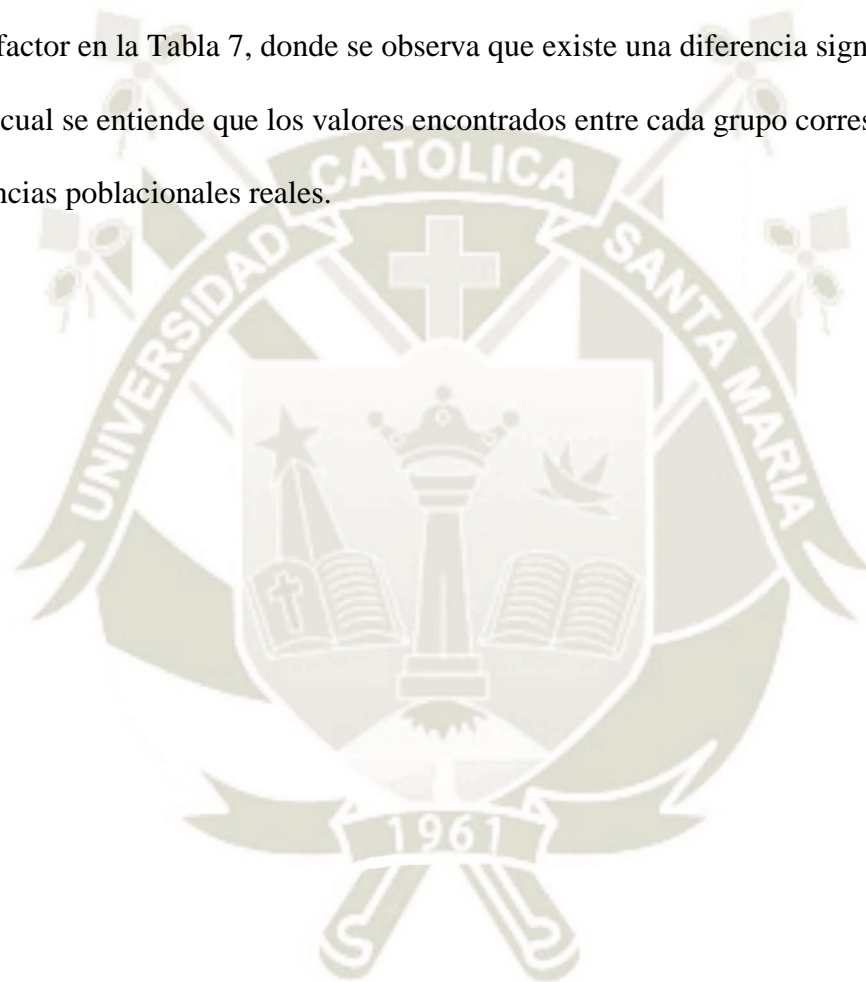 factor en la Tabla 7, donde se observa que existe una diferencia sign
cual se entiende que los valores encontrados entre cada grupo corres
ncias poblacionales reales.
UNIVERSIDAD CATOLICA SANTA MARIA
1961